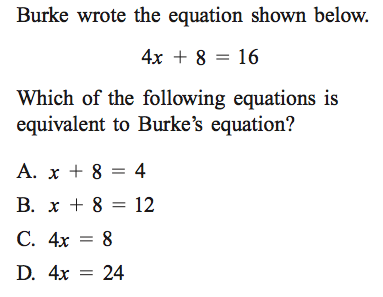 Burke wrote the equation shown below.
4x + 8 = 16
Which of the following equations is
equivalent to Burke’s equation?
A. x + 8 = 4
B. x + 8 = 12
C. 4x = 8
D. 4x = 24